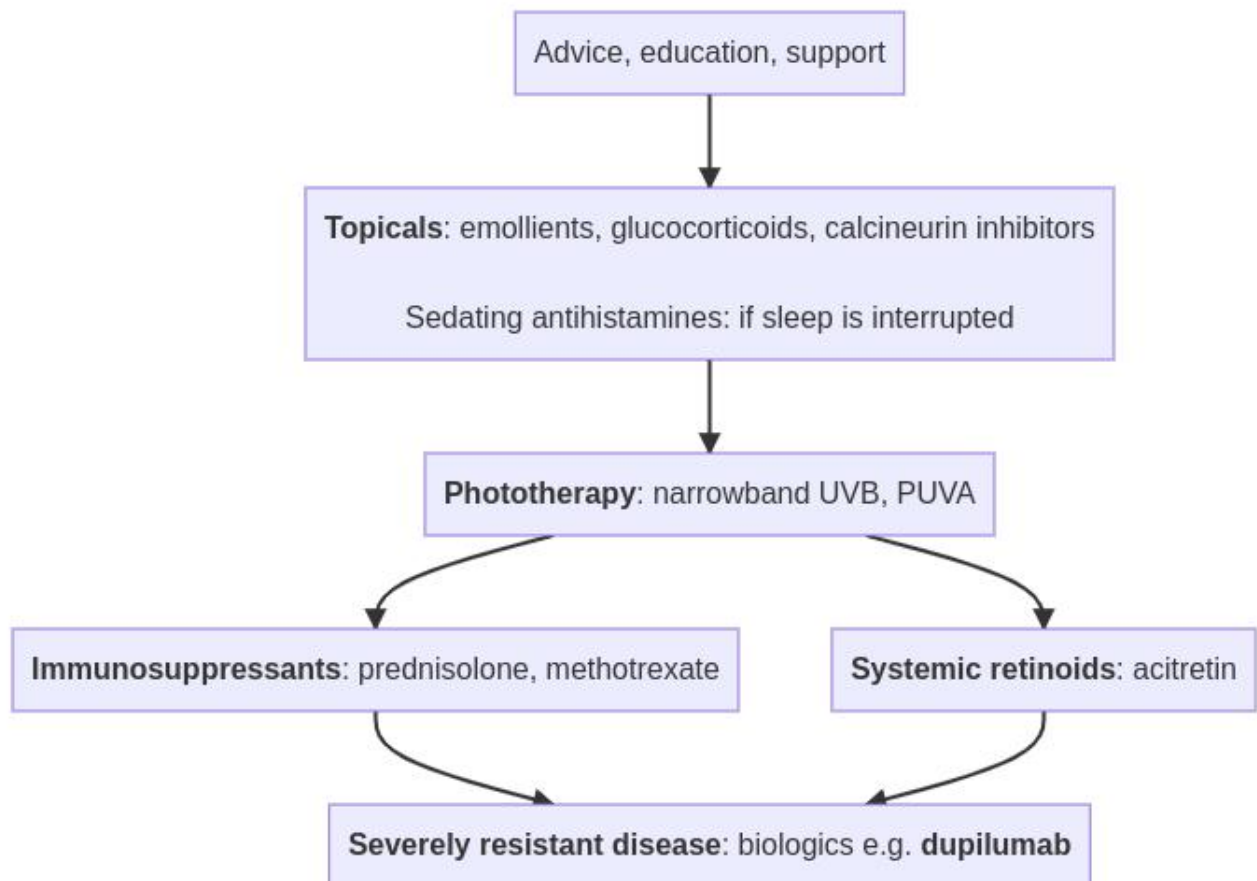 Advice, education, support
Topicals: emollients, glucocorticoids, calcineurin inhibitors
Sedating antihistamines: if sleep is interrupted
Phototherapy: narrowband UVB, PUVA
Immunosuppressants: prednisolone, methotrexate
Systemic retinoids: acitretin
Severely resistant disease: biologics e.g. dupilumab